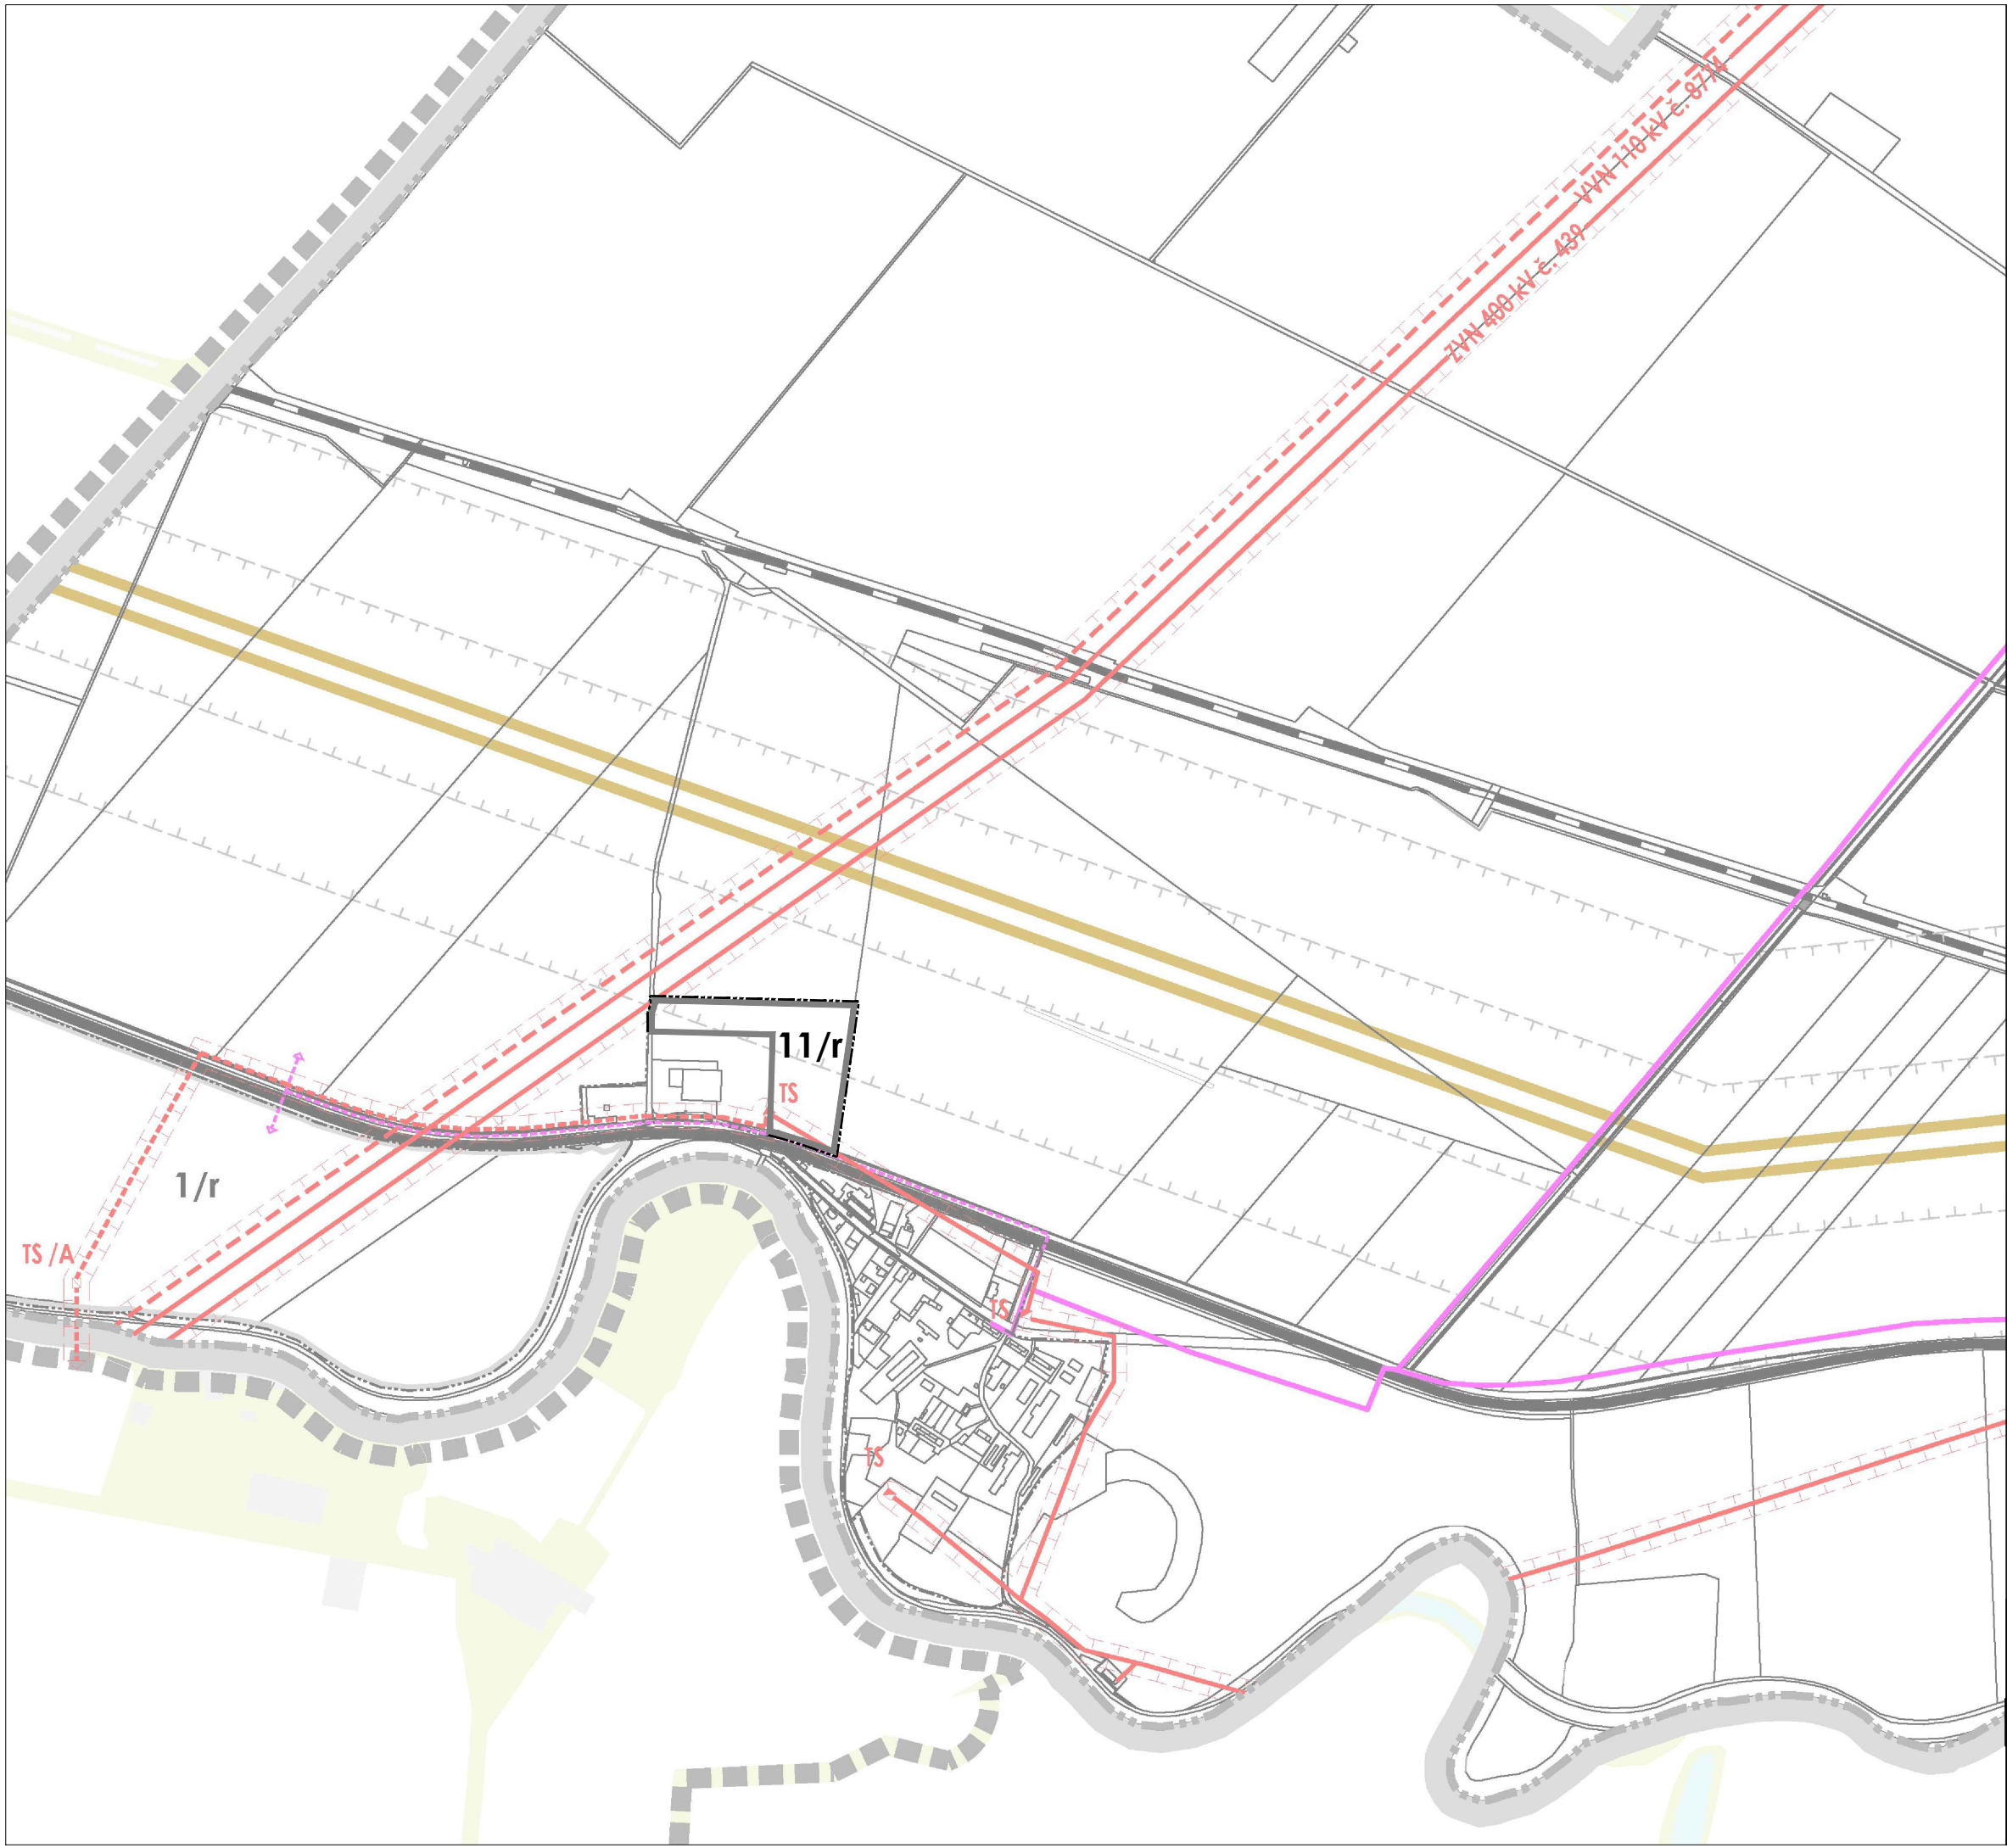 VVN 110 kV č. 8774
ZVN 400 kV č. 439
11/r
TS
1/r
TS /A
TS
TS